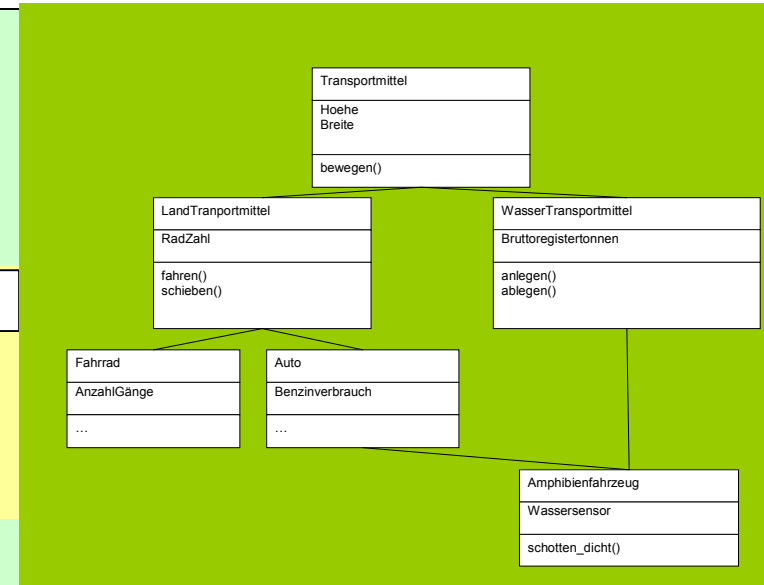 Transportmittel
Hoehe
Breite
bewegen()
LandTranportmittel
RadZahl
fahren()
schieben()
WasserTransportmittel
Bruttoregistertonnen
anlegen()
ablegen()
Fahrrad
AnzahlGänge
…
Auto
Benzinverbrauch
…
Amphibienfahrzeug
Wassersensor
schotten_dicht()